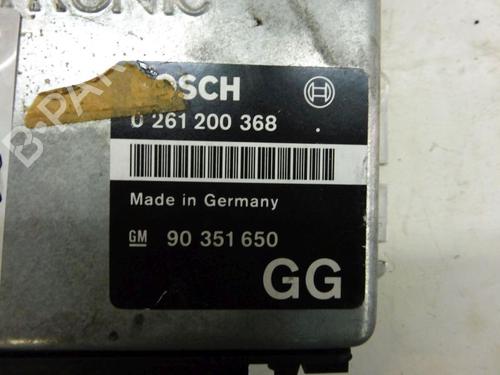 BOSCH
0 261 200 368
Made in Germany
GM 90 351 650
GG